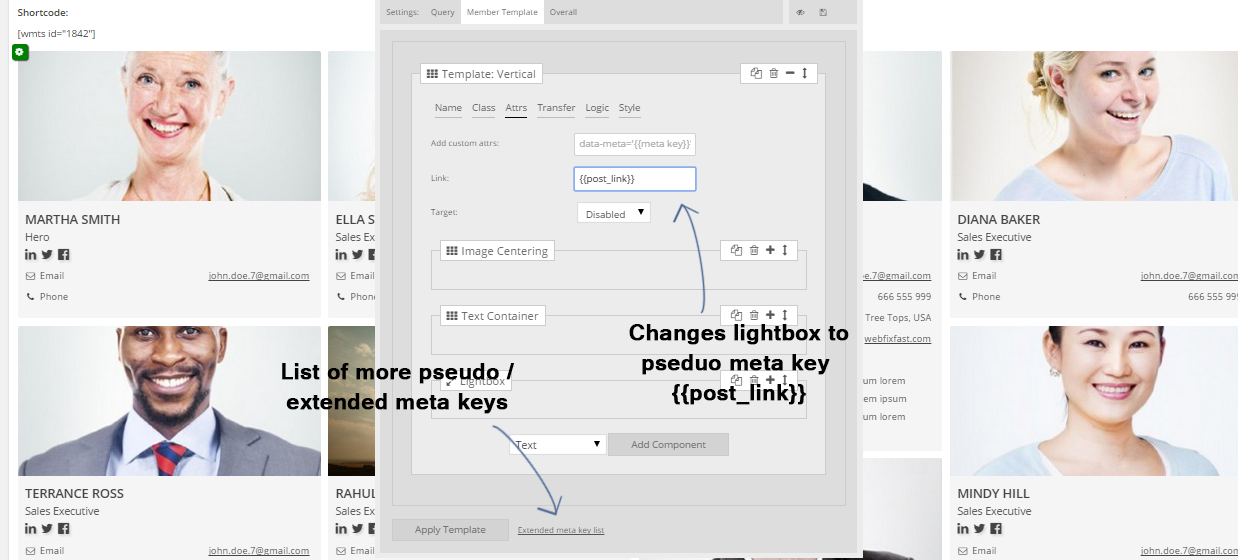 Shortcode:
[wmts id="1842"]
Settings: Query Member Template Overall
Template: Vertical
Name Class Attrs Transfer Logic Style
Add custom attrs: data-meta='{{meta key}}'
Link: {{post_link}}
Target: Disabled
Image Centering
Text Container
Changes lightbox to
pseduo meta key
{{post_link}}
List of more pseudo /
extended meta keys
Lightbox
Text Add Component
Apply Template Extended meta key list
MARTHA SMITH
Hero
Email john.doe.7@gmail.com
Phone
ELLA S
Sales Ex
Email
Phon
e.7@gmail.com
666 555 999
Tree Tops, USA
webfixfast.com
um lorem
em ipsum
um lorem
DIANA BAKER
Sales Executive
Email john.doe.7@gmail.com
Phone 666 555 999
TERRANCE ROSS
Sales Executive
Email john.doe.7@gmail.com
RAHUL
Sales Ex
Email
MINDY HILL
Sales Executive
Email john.doe.7@gmail.com